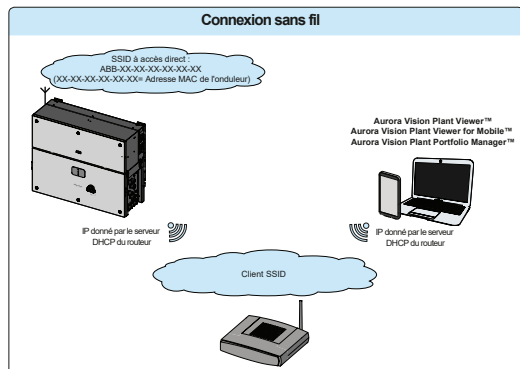 Connexion sans fil
SSID à accès direct :
ABB-XX-XX-XX-XX-XX-XX
(XX-XX-XX-XX-XX-XX= Adresse MAC de l'onduleur)
Aurora Vision Plant Viewer™
Aurora Vision Plant Viewer for Mobile™
Aurora Vision Plant Portfolio Manager™
IP donné par le serveur
DHCP du routeur
IP donné par le serveur
DHCP du routeur
Client SSID